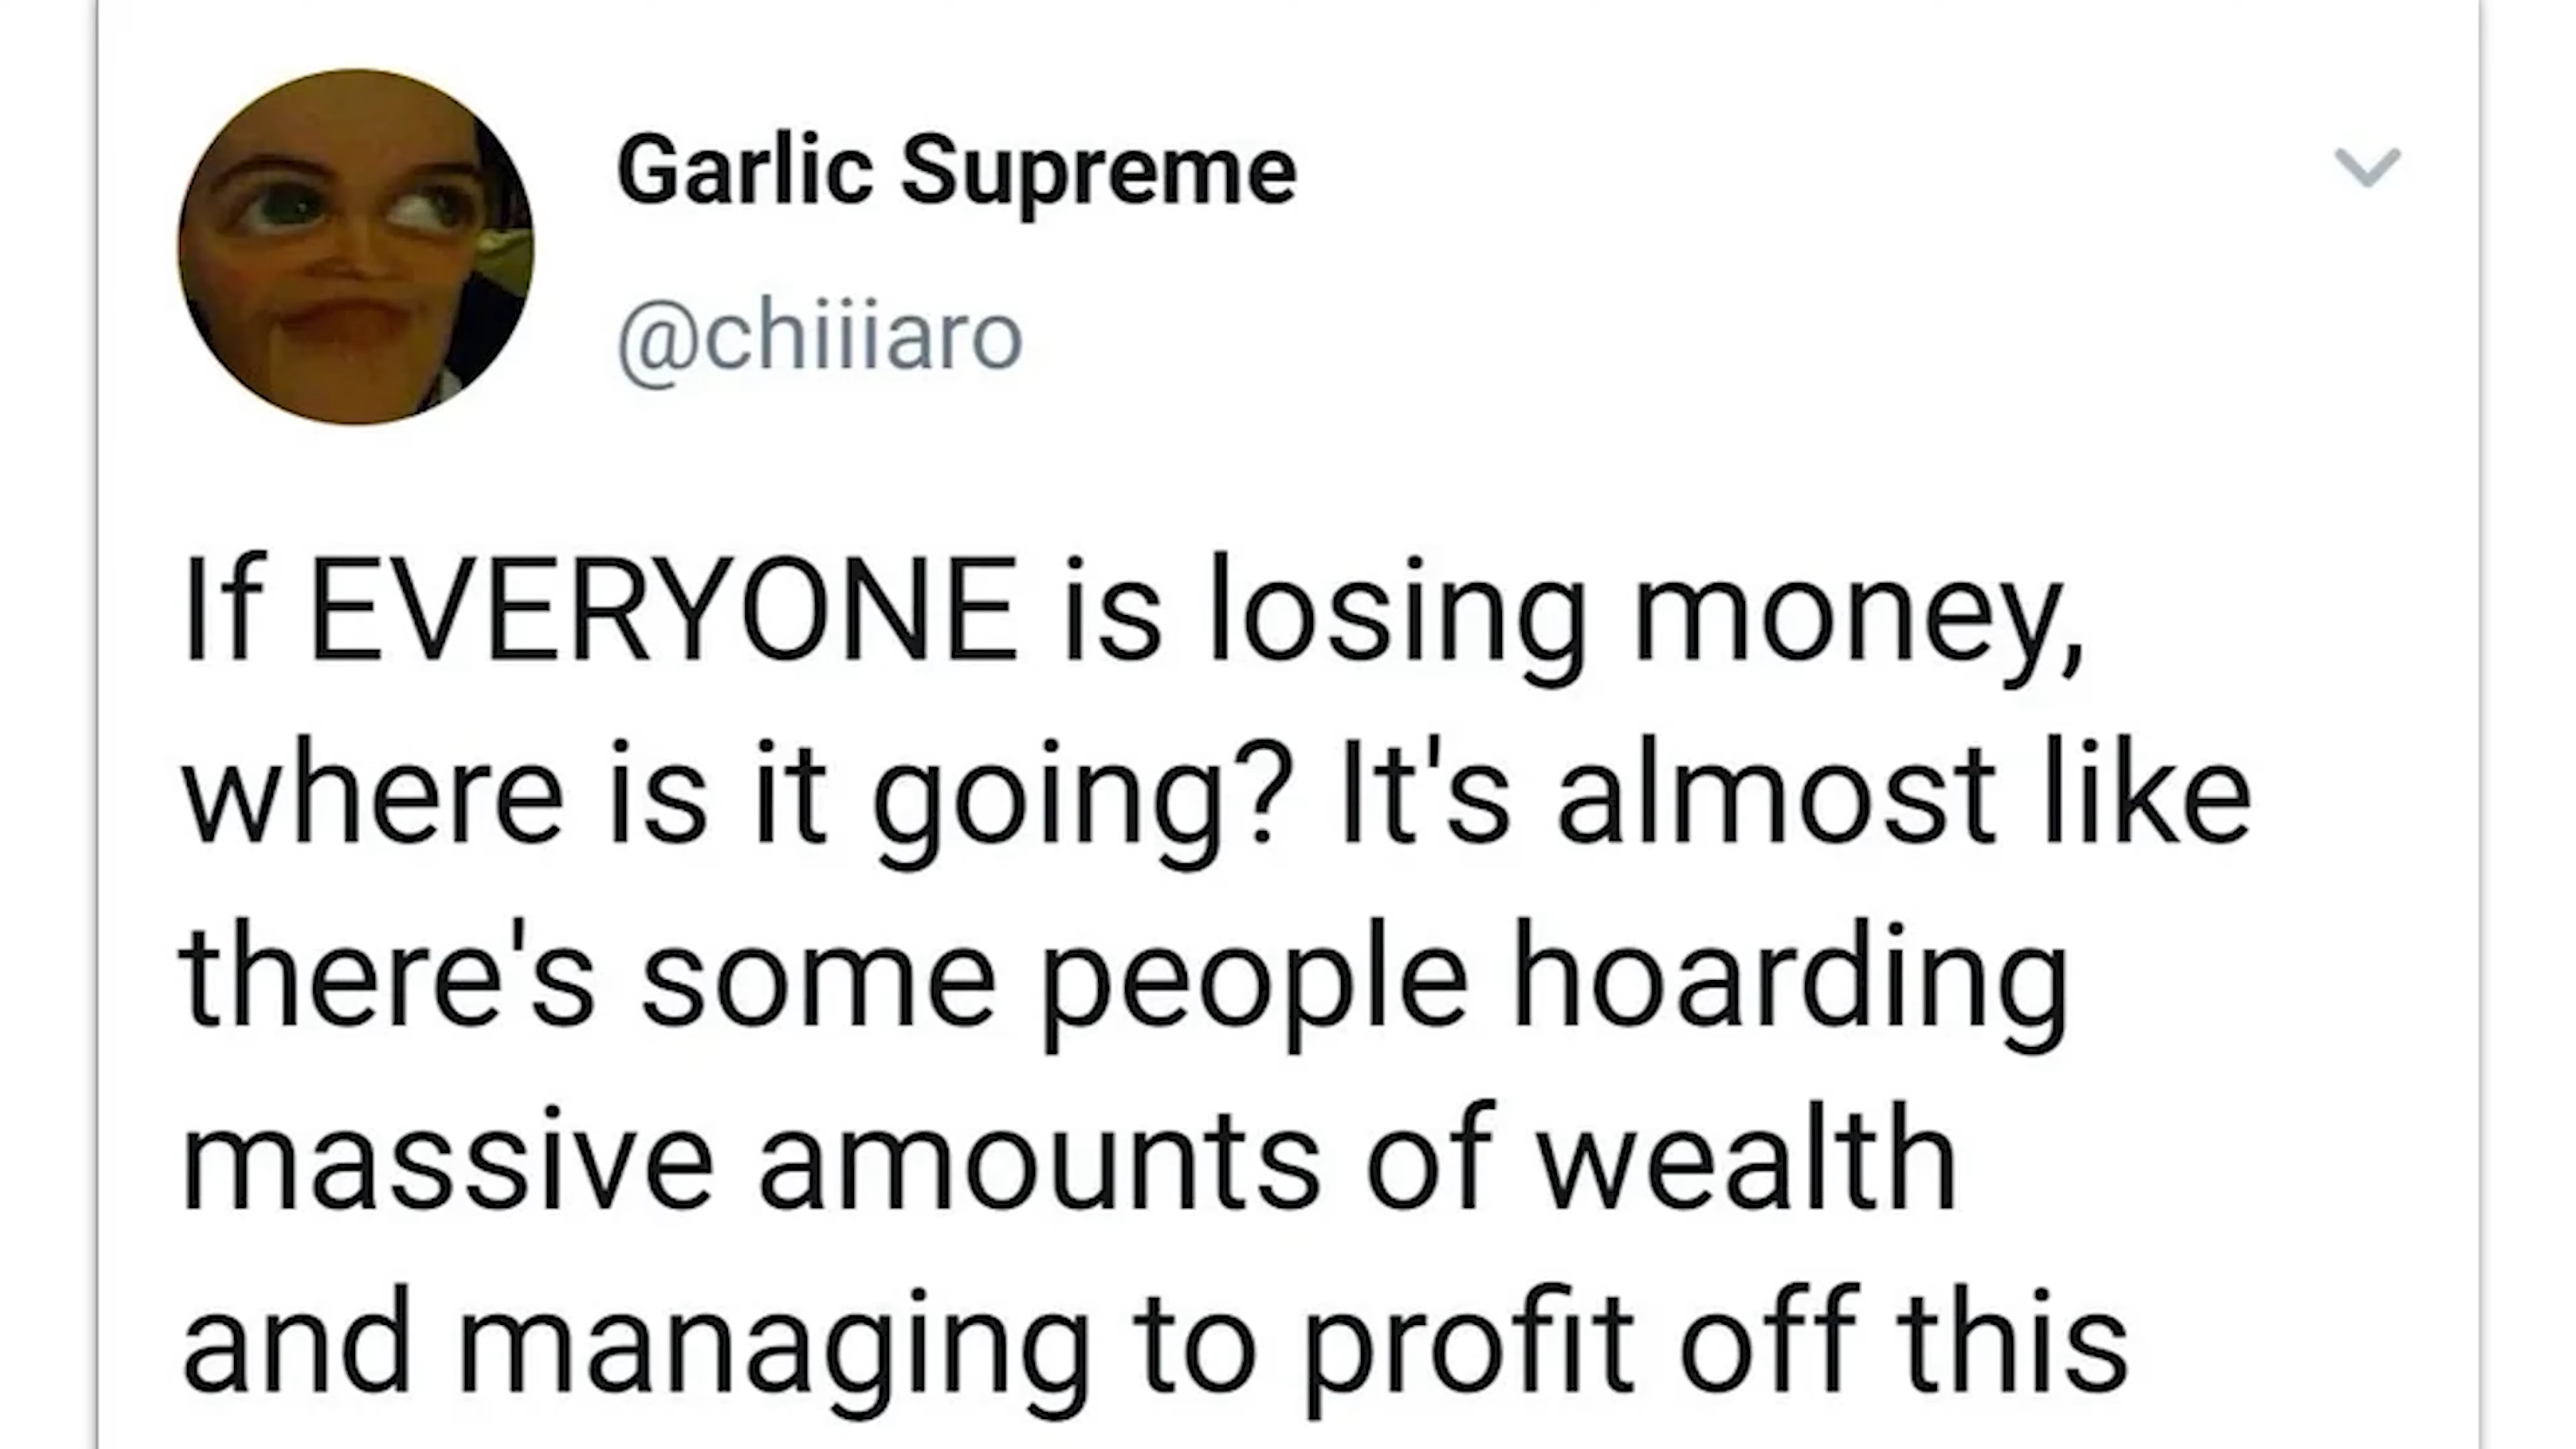 Garlic Supreme
@chiiiaro
If EVERYONE is losing money,
where is it going? It's almost like
there's some people hoarding
massive amounts of wealth
and managing to profit off this